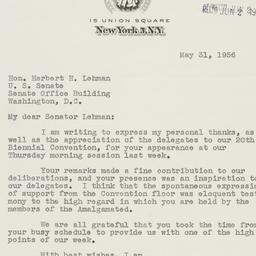 15 UNION SQUARE
New York 3, N.Y.
JUN 2
May 31, 1956
Hon. Herbert H. Lehman
U. S. Senate
Senate Office Building
Washington, D.C.
My dear Senator Lehman:
I am writing to express my personal thanks, as
well as the appreciation of the delegates to our 20th
Biennial Convention, for your appearance at our
Thursday morning session last week.
Your remarks made a fine contribution to our
deliberations, and your presence was an inspiration to
our delegates. I think that the spontaneous expression
of support from the Convention floor was eloquent testi
mony to the high regard in which you are held by the
members of the Amalgamated.
We are all grateful that you took the time from
your busy schedule to provide us with one of the high
points of our week.
With best wishes, I am